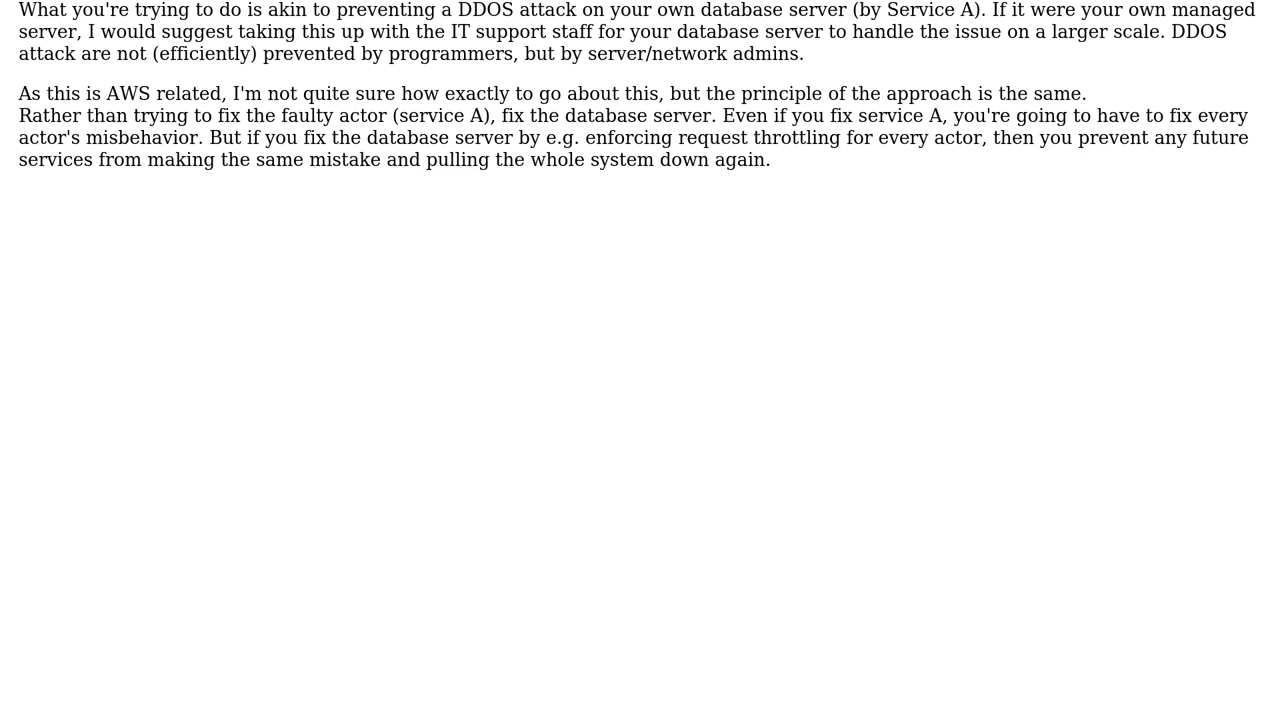 What you're trying to do is akin to preventing a DDOS attack on your own database server (by Service A). If it were your own managed
server, I would suggest taking this up with the IT support staff for your database server to handle the issue on a larger scale. DDOS
attack are not (efficiently) prevented by programmers, but by server/network admins.
As this is AWS related, I'm not quite sure how exactly to go about this, but the principle of the approach is the same.
Rather than trying to fix the faulty actor (service A), fix the database server. Even if you fix service A, you're going to have to fix every
actor's misbehavior. But if you fix the database server by e.g. enforcing request throttling for every actor, then you prevent any future
services from making the same mistake and pulling the whole system down again.